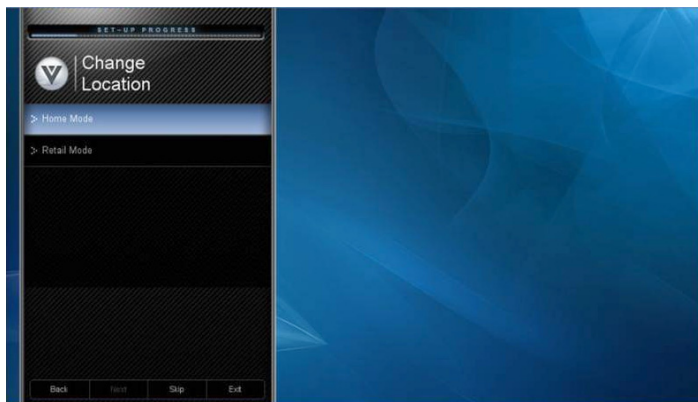 SET-UP PROGRESS
Change
Location
> Home Mode
> Retail Mode
Back Next Skip Exit